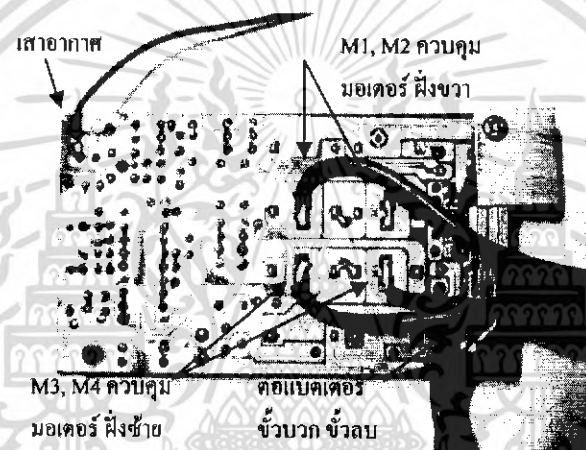 เสาอากาศ
M1, M2 ควบคุม
มอเตอร์ ฝั่งขวา
M3, M4 ควบคุม
มอเตอร์ ฝั่งซ้าย
ต่อแบตเตอร์
ขั้วบวก ขั้วลบ